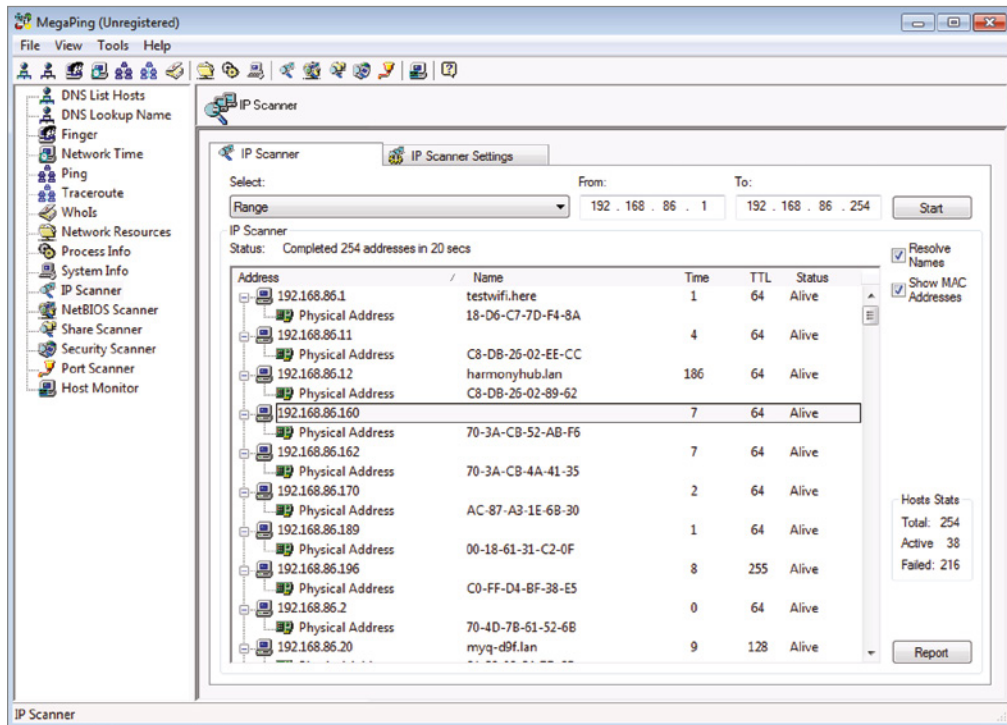 MegaPing (Unregistered)
File View Tools Help
DNS List Hosts
DNS Lookup Name
Finger
Network Time
Ping
Traceroute
WhoIs
Network Resources
Process Info
System Info
IP Scanner
NetBIOS Scanner
Share Scanner
Security Scanner
Port Scanner
Host Monitor
IP Scanner
IP Scanner IP Scanner Settings
Select: From: To:
Range 192 . 168 . 86 . 1 192 . 168 . 86 . 254 Start
IP Scanner
Status: Completed 254 addresses in 20 secs
Resolve Names
Show MAC Addresses
Address Name Time TTL Status
192.168.86.1 testwifi.here 1 64 Alive
Physical Address 18-D6-C7-7D-F4-8A
192.168.86.11 4 64 Alive
Physical Address C8-DB-26-02-EE-CC
192.168.86.12 harmonyhub.lan 186 64 Alive
Physical Address C8-DB-26-02-89-62
192.168.86.160 7 64 Alive
Physical Address 70-3A-CB-52-AB-F6
192.168.86.162 7 64 Alive
Physical Address 70-3A-CB-4A-41-35
192.168.86.170 2 64 Alive
Physical Address AC-87-A3-1E-6B-30
192.168.86.189 1 64 Alive
Physical Address 00-18-61-31-C2-0F
192.168.86.196 8 255 Alive
Physical Address C0-FF-D4-BF-38-E5
192.168.86.2 0 64 Alive
Physical Address 70-4D-7B-61-52-6B
192.168.86.20 myq-d9f.lan 9 128 Alive
Hosts Stats
Total: 254
Active 38
Failed: 216
Report
IP Scanner